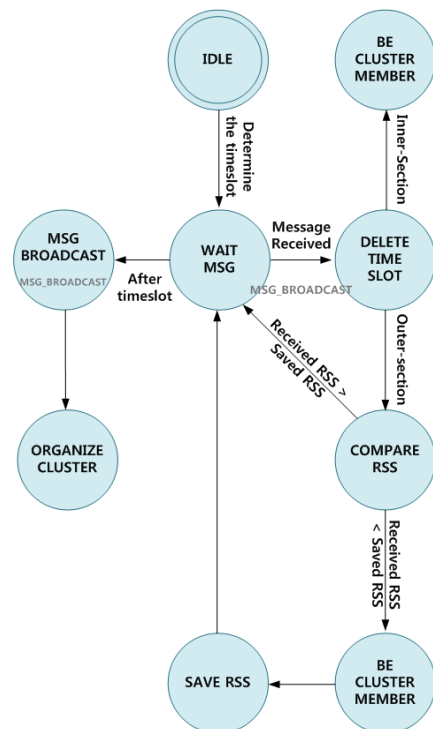 IDLE
BE
CLUSTER
MEMBER
Determine
the timeslot
Inner-Section
MSG
BROADCAST
MSG_BROADCAST
After
timeslot
WAIT
MSG
Message
Received
MSG_BROADCAST
DELETE
TIME
SLOT
Received RSS >
Saved RSS
Outer-section
ORGANIZE
CLUSTER
COMPARE
RSS
Received RSS
< Saved RSS
SAVE RSS
BE
CLUSTER
MEMBER